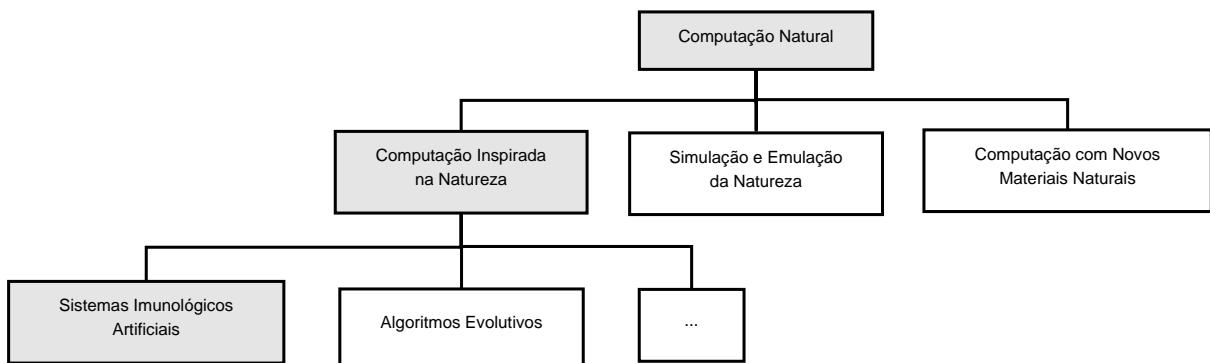 Computação Natural
Computação Inspirada
na Natureza
Simulação e Emulação
da Natureza
Computação com Novos
Materiais Naturais
Sistemas Imunológicos
Artificiais
Algoritmos Evolutivos
...